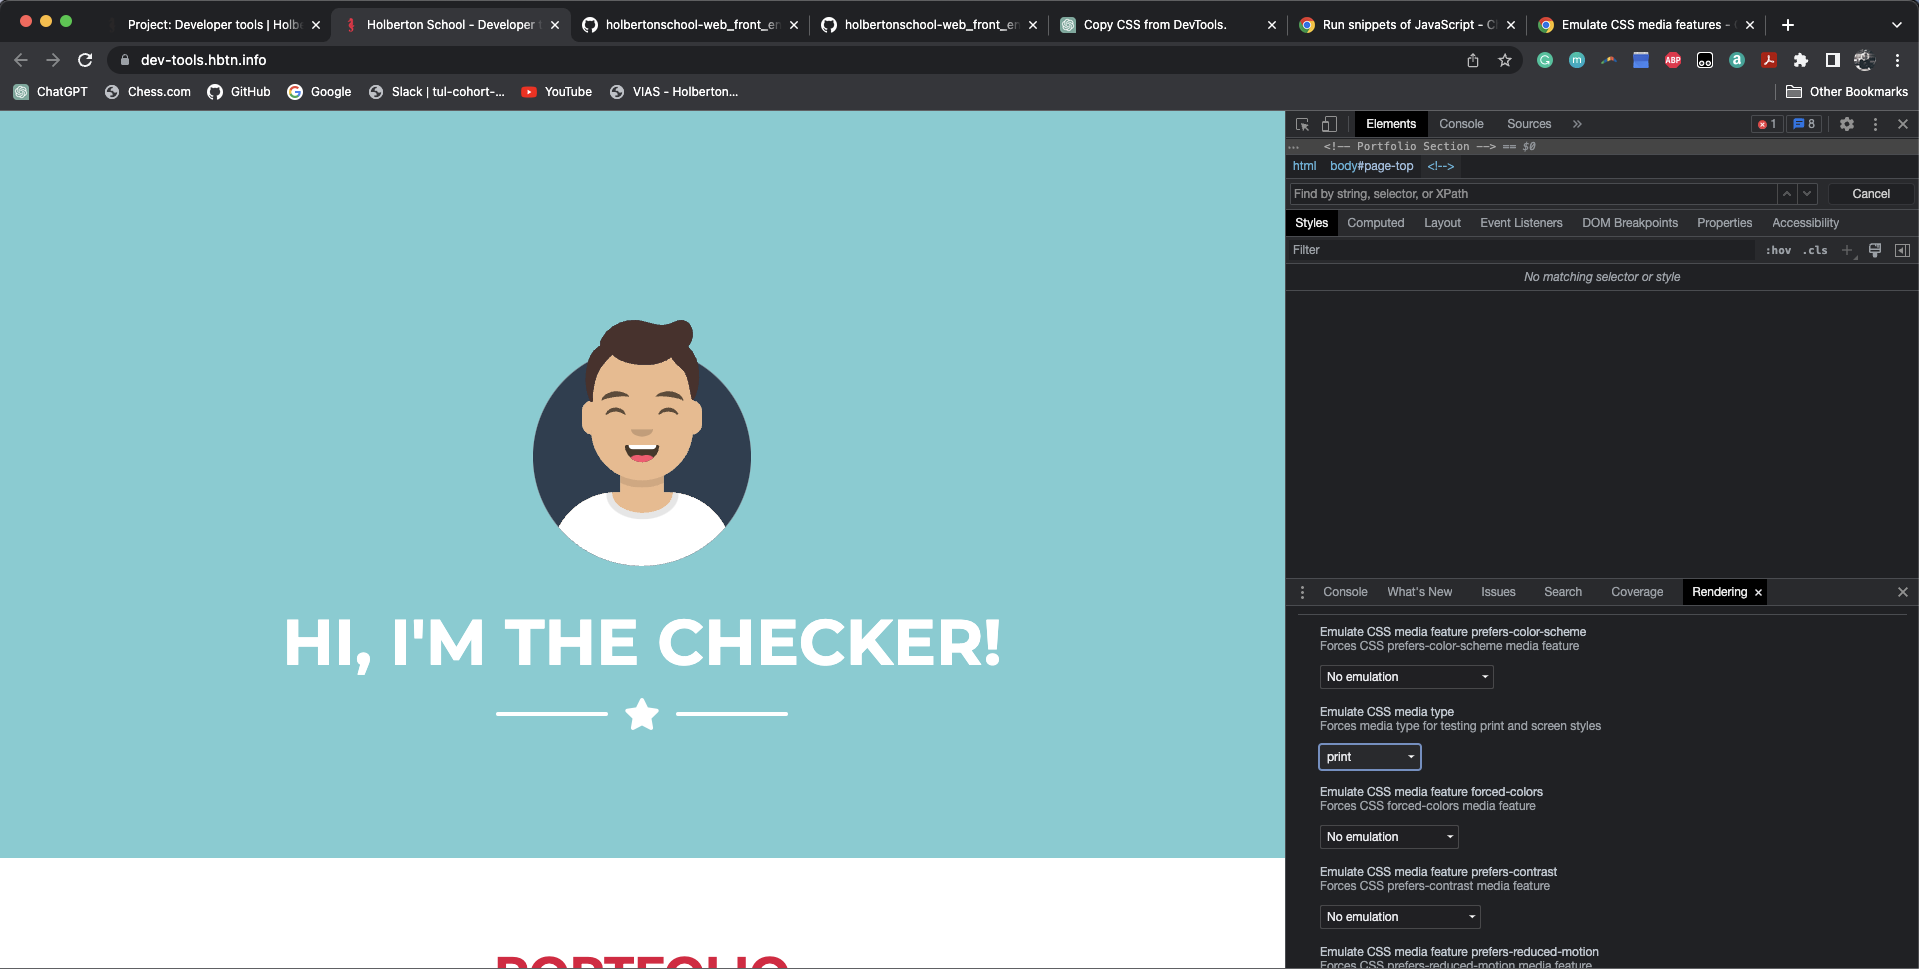 Project: Developer tools | Holbe
Holberton School - Developer t
holbertonschool-web_front_en
holbertonschool-web_front_en
Copy CSS from DevTools.
Run snippets of JavaScript - C
Emulate CSS media features -
dev-tools.hbtn.info
ABP
ChatGPT
Chess.com
GitHub
Google
Slack | tul-cohort-...
YouTube
VIAS - Holberton...
Other Bookmarks
HI, I'M THE CHECKER!
PORTFOLIO
Elements
Console
Sources
1
8
<!-- Portfolio Section --> == $0
html body#page-top <!-->
Find by string, selector, or XPath
Cancel
Styles Computed Layout Event Listeners DOM Breakpoints Properties Accessibility
Filter
:hov .cls
No matching selector or style
Console What's New Issues Search Coverage Rendering
Emulate CSS media feature prefers-color-scheme
Forces CSS prefers-color-scheme media feature
No emulation
Emulate CSS media type
Forces media type for testing print and screen styles
print
Emulate CSS media feature forced-colors
Forces CSS forced-colors media feature
No emulation
Emulate CSS media feature prefers-contrast
Forces CSS prefers-contrast media feature
No emulation
Emulate CSS media feature prefers-reduced-motion
Forces CSS prefers-reduced-motion media feature